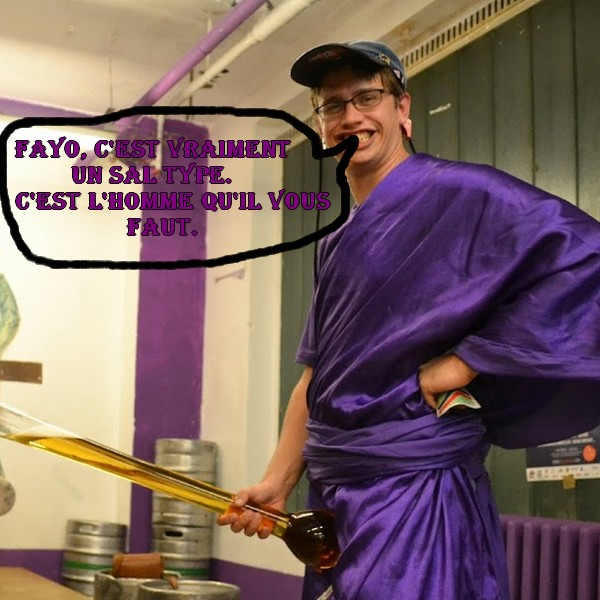 FAYO, C'EST VRAIMENT
UN SAL TYPE.
C'EST L'HOMME QU'IL VOUS
FAUT.